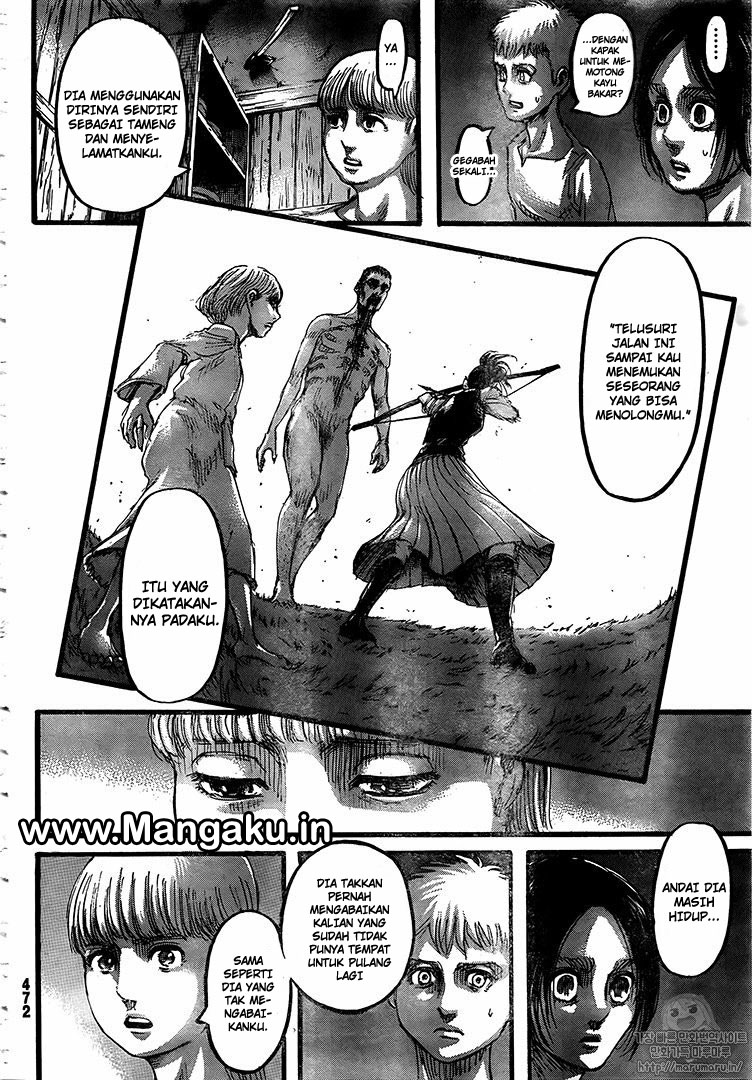 ......
...DENGAN
KAPAK
UNTUK ME-
MOTONG
KAYU
BAKAR?
GEGABAH
SEKALI...
YA
...
DIA MENGGUNAKAN
DIRINYA SENDIRI
SEBAGAI TAMENG
DAN MENYE-
LAMATKANKU.
"TELUSURI
JALAN INI
SAMPAI KAU
MENEMUKAN
SESEORANG
YANG BISA
MENOLONGMU."
ITU YANG
DIKATAKAN-
NYA PADAKU.
www.Mangaku.in
ANDAI DIA
MASIH
HIDUP...
DIA TAKKAN
PERNAH
MENGABAIKAN
KALIAN YANG
SUDAH TIDAK
PUNYA TEMPAT
UNTUK PULANG
LAGI
SAMA
SEPERTI
DIA YANG
TAK ME-
NGABAI-
KANKU.
472
http://marumaru.in/